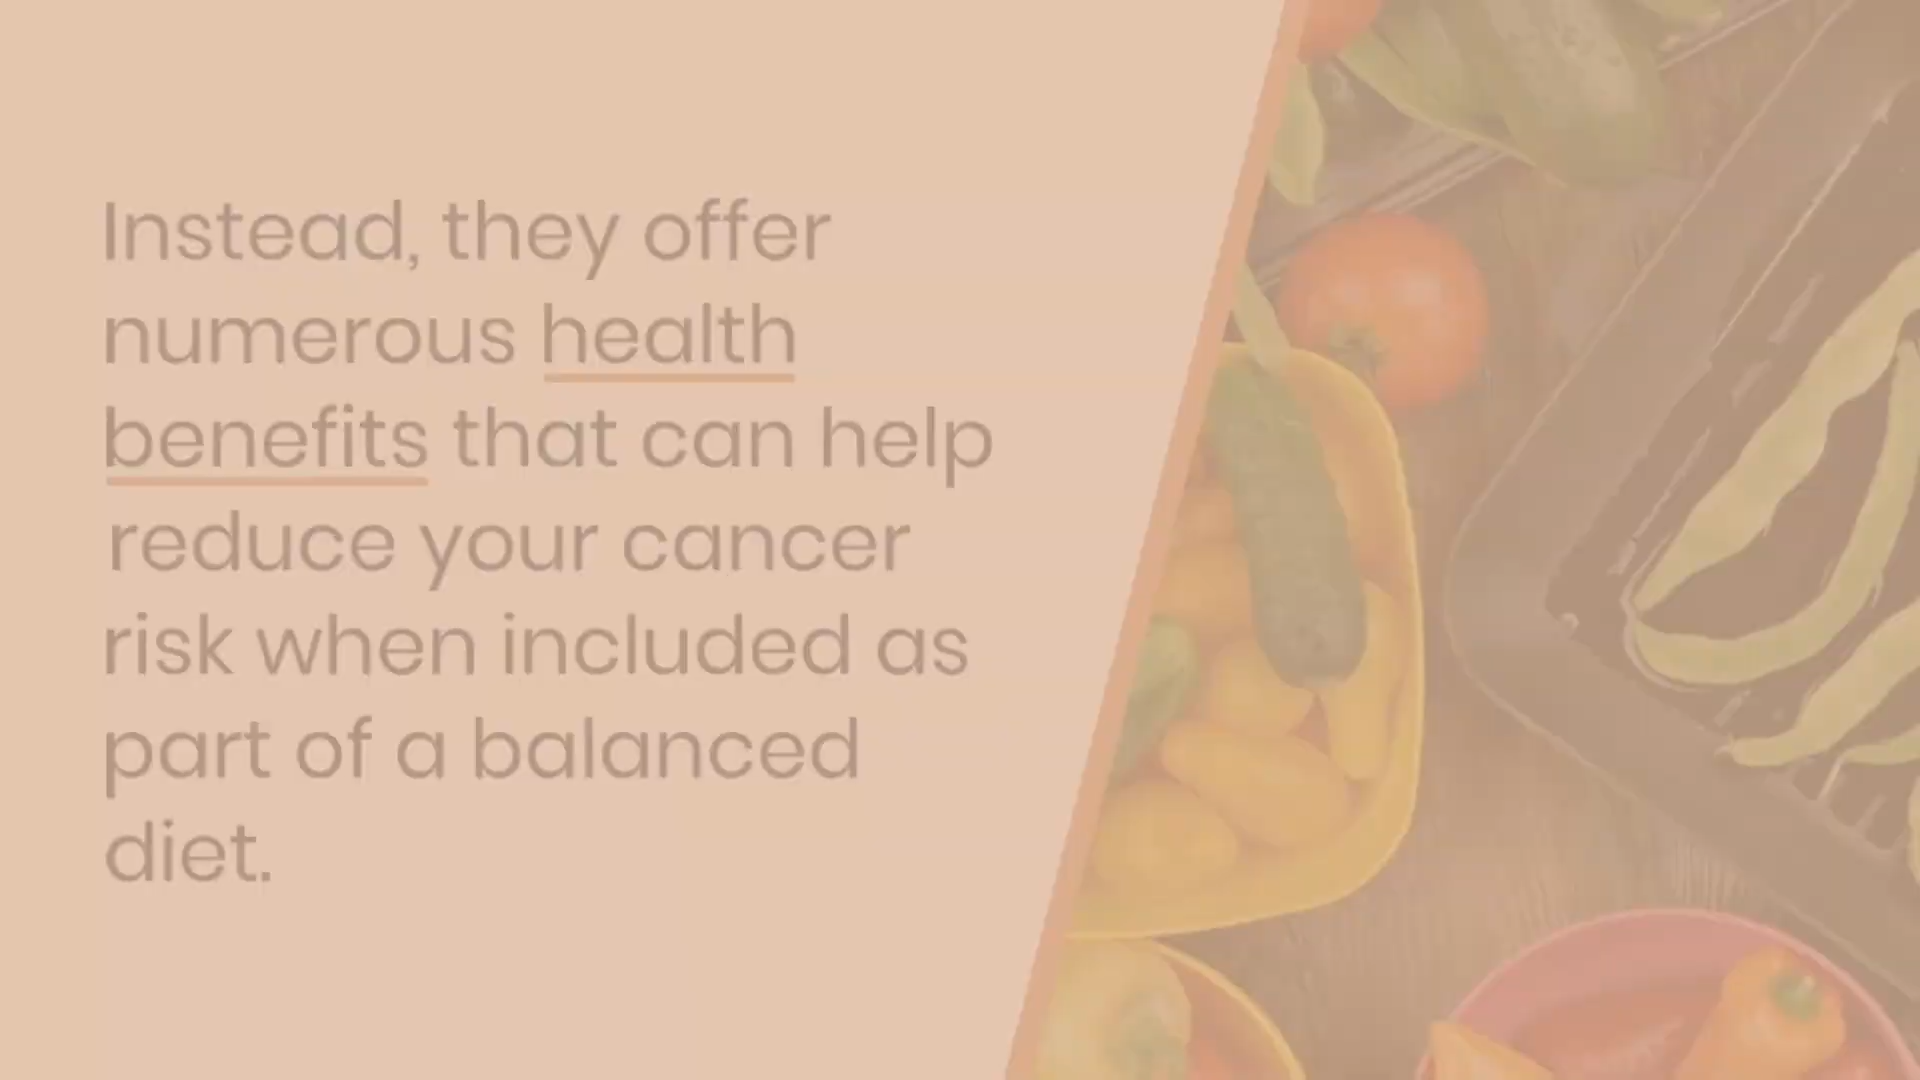 Instead, they offer
numerous health
benefits that can help
reduce your cancer
risk when included as
part of a balanced
diet.